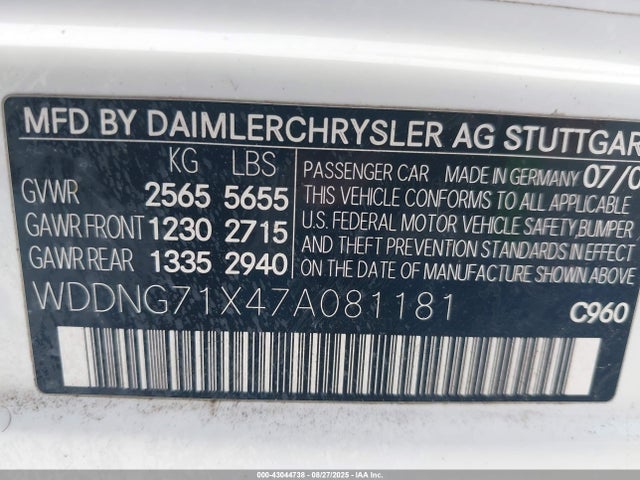 MFD BY DAIMLERCHRYSLER AG STUTTGAR
KG LBS
GVWR 2565 5655
GAWR FRONT 1230 2715
GAWR REAR 1335 2940
PASSENGER CAR MADE IN GERMANY 07/0
THIS VEHICLE CONFORMS TO ALL APPLICABLE
U.S. FEDERAL MOTOR VEHICLE SAFETY,BUMPER
AND THEFT PREVENTION STANDARDS IN EFFECT
ON THE DATE OF MANUFACTURE SHOWN ABOVE
WDDNG71X47A081181
C960
000-43044738 - 08/27/2025 - IAAI.COM